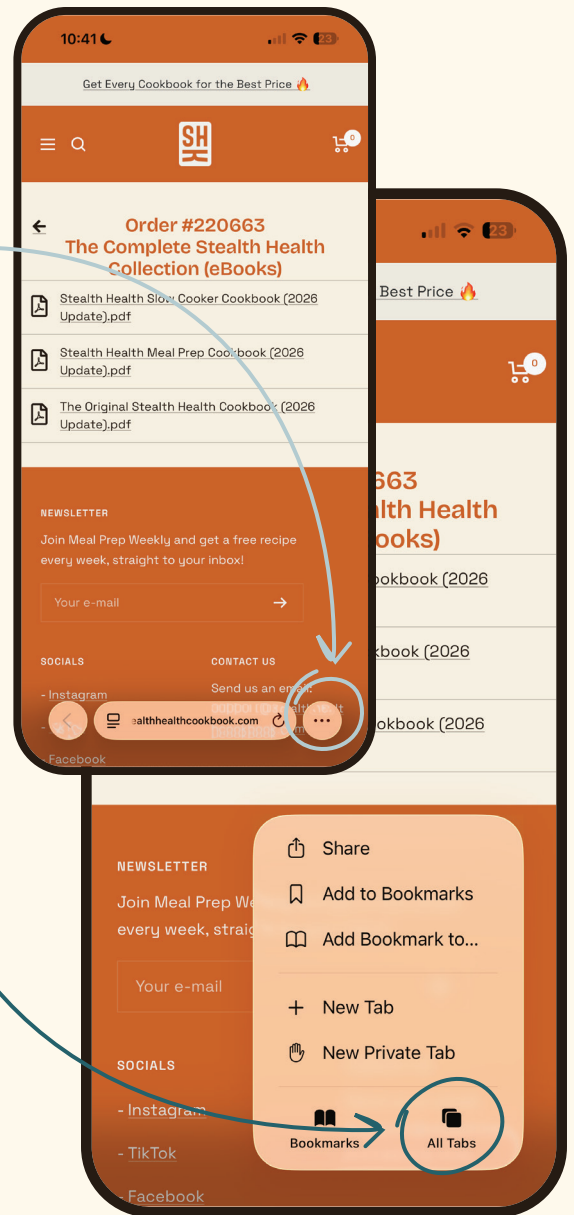 10:41
23
Get Every Cookbook for the Best Price 🔥
SH
0
Order #220663
The Complete Stealth Health
Collection (eBooks)
Stealth Health Slow Cooker Cookbook (2026
Update).pdf
Stealth Health Meal Prep Cookbook (2026
Update).pdf
The Original Stealth Health Cookbook (2026
Update).pdf
NEWSLETTER
Join Meal Prep Weekly and get a free recipe
every week, straight to your inbox!
Your e-mail
SOCIALS
CONTACT US
- Instagram
Send us an email:
ealthhealthcookbook.com
- Facebook
23
Best Price 🔥
0
663
lth Health
ooks)
ookbook (2026
kbook (2026
ookbook (2026
NEWSLETTER
Join Meal Prep We
every week, straig
Your e-mail
SOCIALS
- Instagram
- TikTok
- Facebook
Share
Add to Bookmarks
Add Bookmark to...
New Tab
New Private Tab
Bookmarks
All Tabs